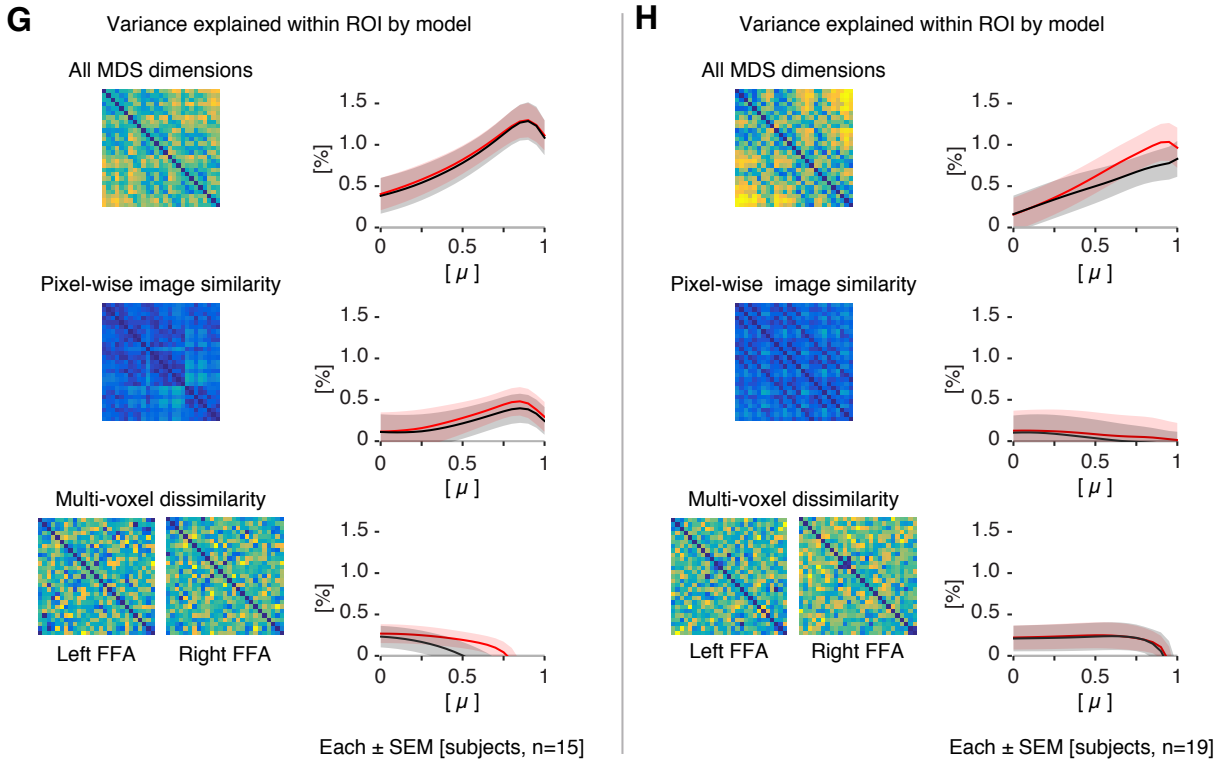 G
Variance explained within ROI by model
All MDS dimensions
1.5
1.0
0.5
0
[%]
0 0.5 1
[ μ ]
Pixel-wise image similarity
1.5
1.0
0.5
0
[%]
0.5 1
[ μ ]
Multi-voxel dissimilarity
Left FFA Right FFA
1.5
1.0
0.5
0
[%]
0 0.5 1
[ μ ]
Each ± SEM [subjects, n=15]
H
Variance explained within ROI by model
All MDS dimensions
1.5
1.0
0.5
0
[%]
0 0.5 1
[ μ ]
Pixel-wise image similarity
1.5
1.0
0.5
0
[%]
0 0.5 1
[ μ ]
Multi-voxel dissimilarity
Left FFA Right FFA
1.5
1.0
0.5
0
[%]
0 0.5 1
[ μ ]
Each ± SEM [subjects, n=19]